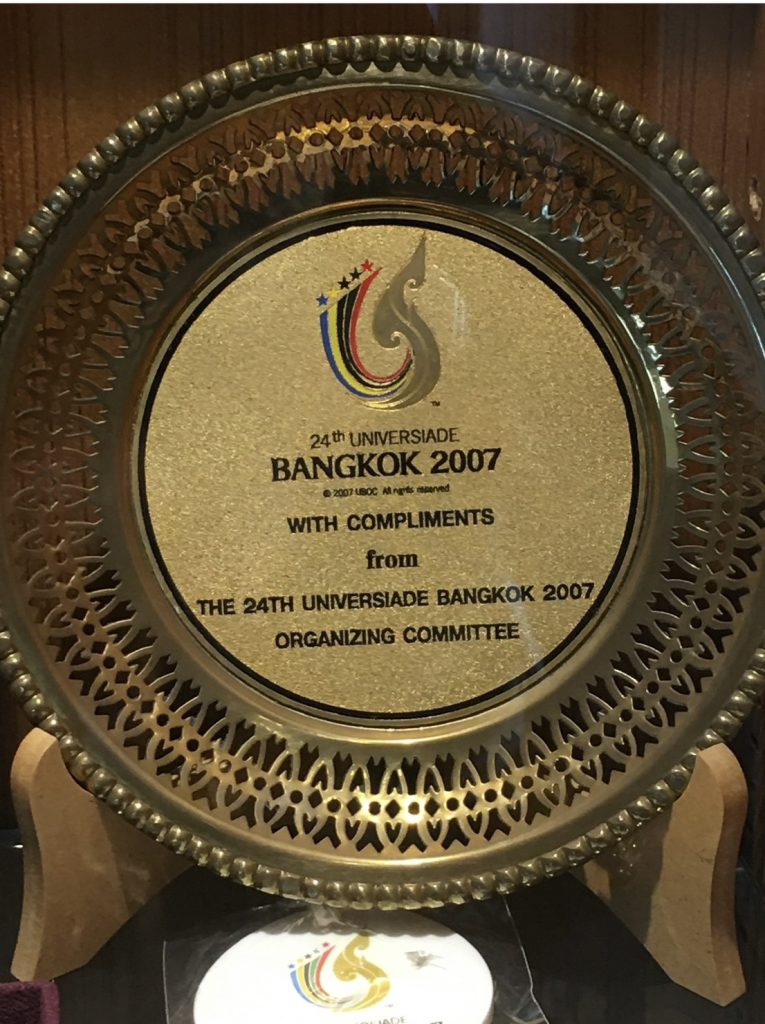 ™
24th UNIVERSIADE
BANGKOK 2007
© 2007 UBOC All rights reserved
WITH COMPLIMENTS
from
THE 24TH UNIVERSIADE BANGKOK 2007
ORGANIZING COMMITTEE